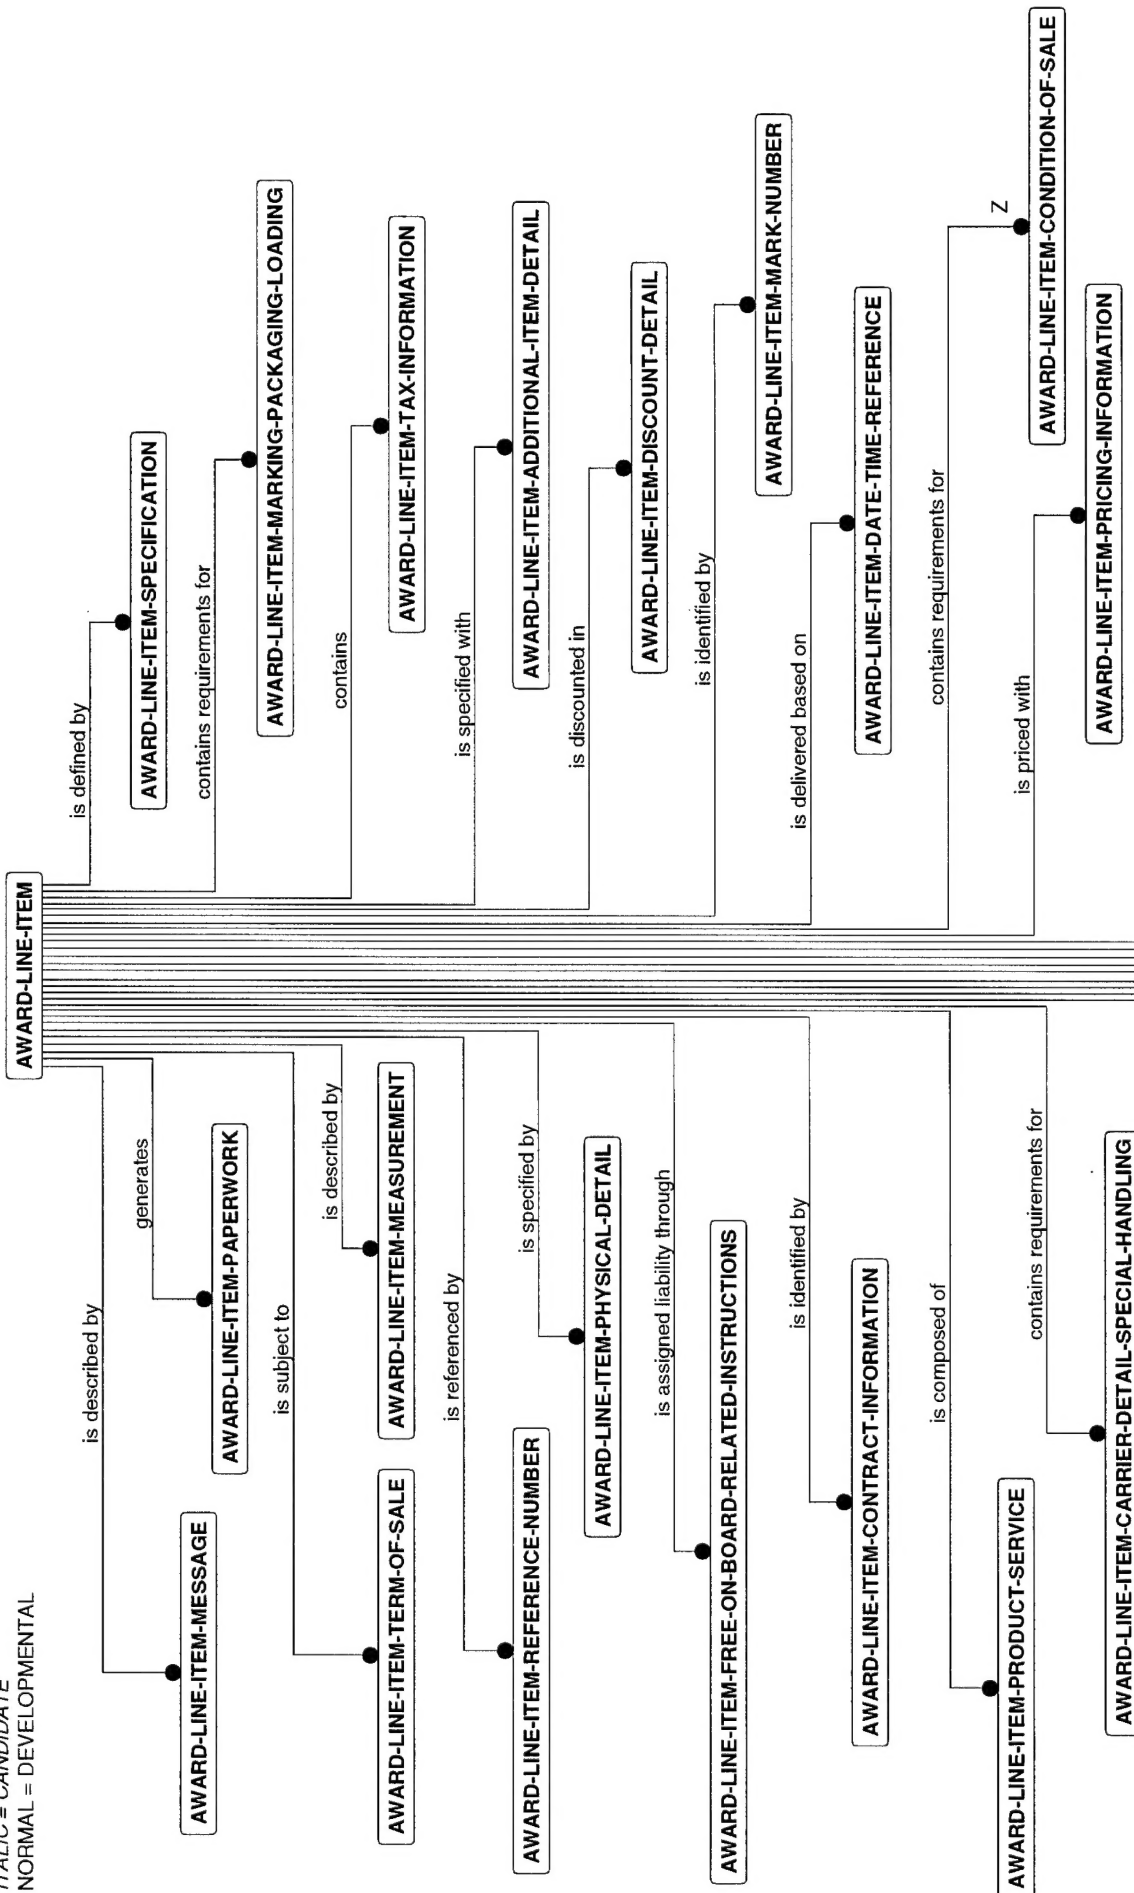 ITALIC = CANDIDATE
NORMAL = DEVELOPMENTAL
AWARD-LINE-ITEM
is described by
AWARD-LINE-ITEM-MESSAGE
generates
AWARD-LINE-ITEM-PAPERWORK
is subject to
AWARD-LINE-ITEM-TERM-OF-SALE
is described by
AWARD-LINE-ITEM-MEASUREMENT
is referenced by
AWARD-LINE-ITEM-REFERENCE-NUMBER
is specified by
AWARD-LINE-ITEM-PHYSICAL-DETAIL
is assigned liability through
AWARD-LINE-ITEM-FREE-ON-BOARD-RELATED-INSTRUCTIONS
is identified by
AWARD-LINE-ITEM-CONTRACT-INFORMATION
is composed of
AWARD-LINE-ITEM-PRODUCT-SERVICE
contains requirements for
AWARD-LINE-ITEM-CARRIER-DETAIL-SPECIAL-HANDLING
is defined by
AWARD-LINE-ITEM-SPECIFICATION
contains requirements for
AWARD-LINE-ITEM-MARKING-PACKAGING-LOADING
contains
AWARD-LINE-ITEM-TAX-INFORMATION
is specified with
AWARD-LINE-ITEM-ADDITIONAL-ITEM-DETAIL
is discounted in
AWARD-LINE-ITEM-DISCOUNT-DETAIL
is identified by
AWARD-LINE-ITEM-MARK-NUMBER
is delivered based on
AWARD-LINE-ITEM-DATE-TIME-REFERENCE
contains requirements for
Z
AWARD-LINE-ITEM-CONDITION-OF-SALE
is priced with
AWARD-LINE-ITEM-PRICING-INFORMATION